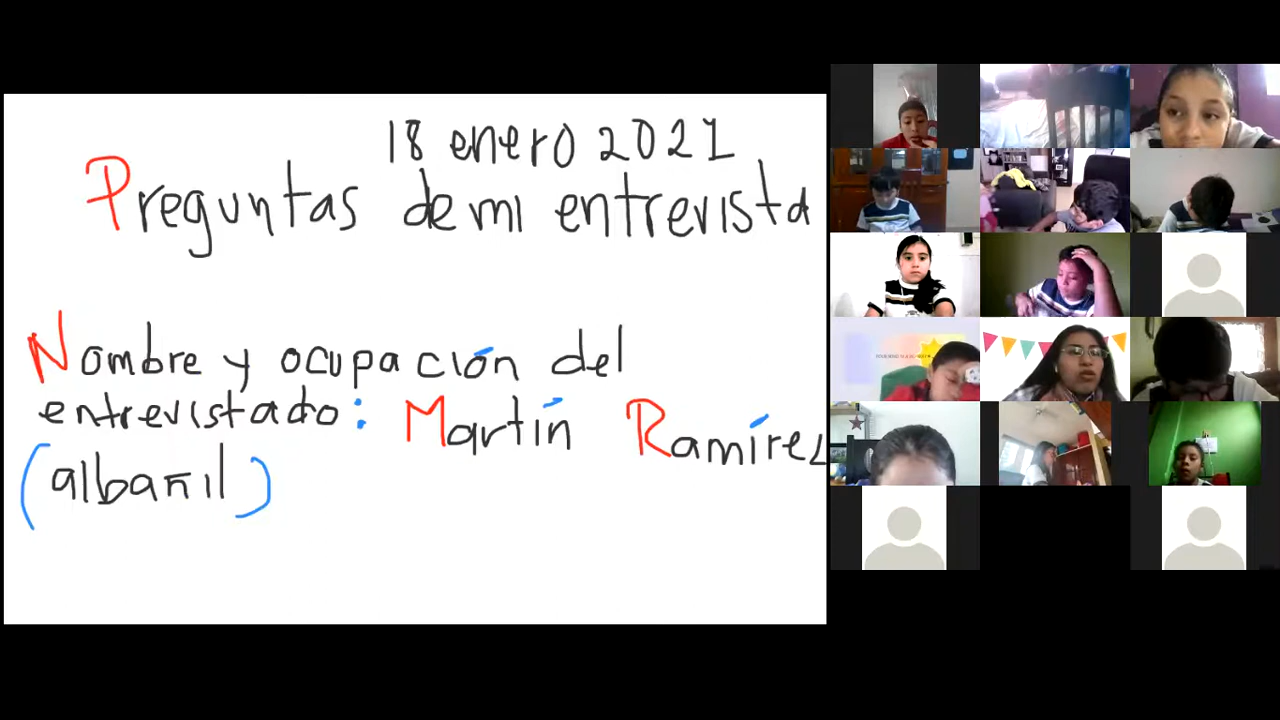 18 enero 2021
Preguntas de mi entrevista
Nombre y ocupación del
entrevistado: Martín Ramírez
(albañil)